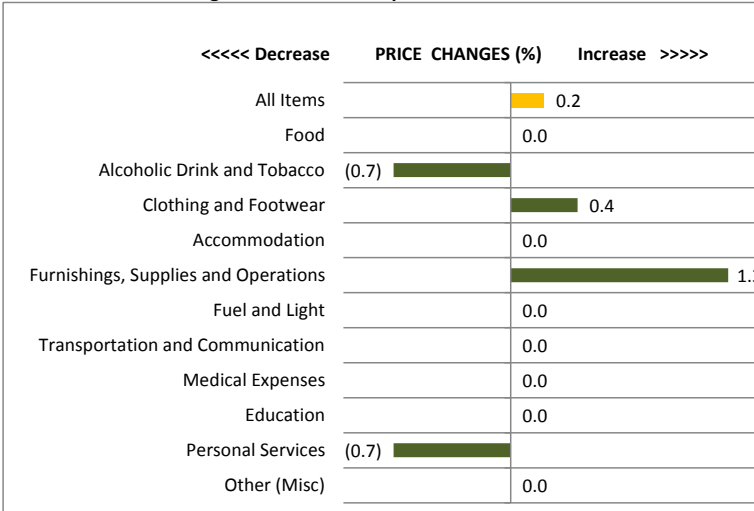 <<<<< Decrease PRICE CHANGES (%) Increase >>>>>
All Items 0.2
Food 0.0
Alcoholic Drink and Tobacco (0.7)
Clothing and Footwear 0.4
Accommodation 0.0
Furnishings, Supplies and Operations
Fuel and Light 0.0
Transportation and Communication 0.0
Medical Expenses 0.0
Education 0.0
Personal Services (0.7)
Other (Misc) 0.0